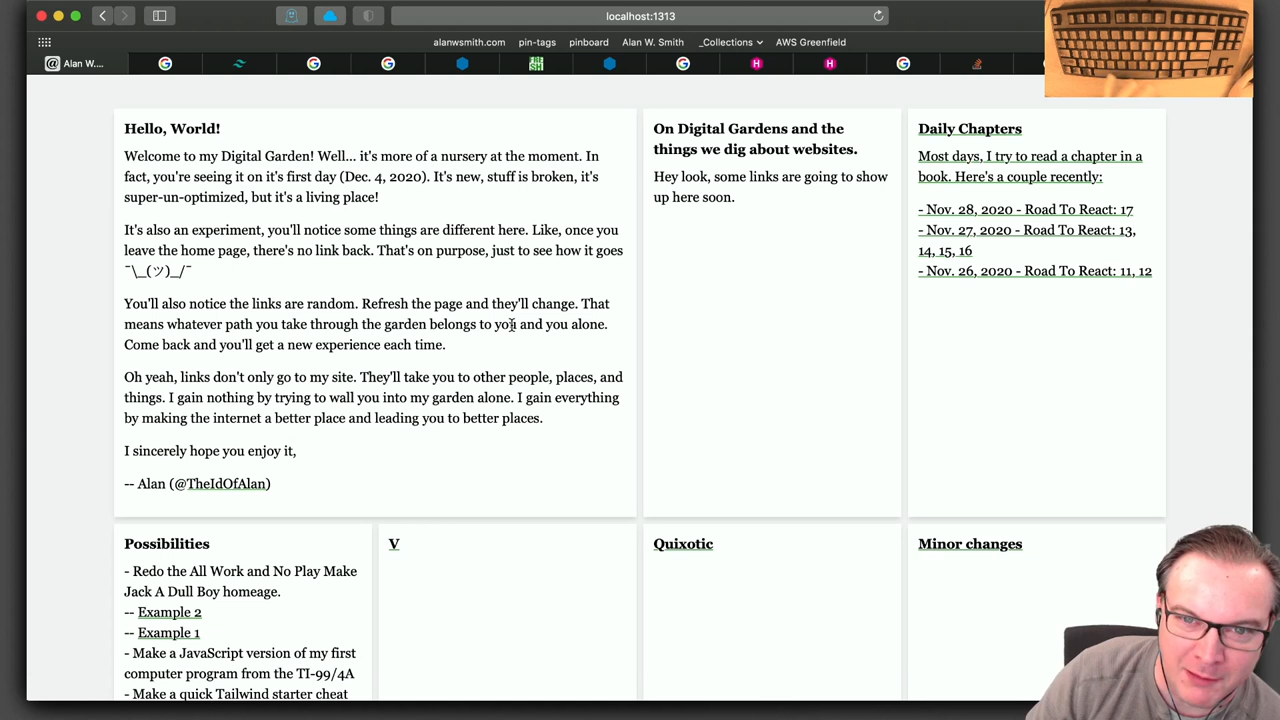 localhost:1313
alanwsmith.com
pin-tags
pinboard
Alan W. Smith
_Collections
AWS Greenfield
Alan W....
Hello, World!
Welcome to my Digital Garden! Well... it's more of a nursery at the moment. In
fact, you're seeing it on it's first day (Dec. 4, 2020). It's new, stuff is broken, it's
super-un-optimized, but it's a living place!
It's also an experiment, you'll notice some things are different here. Like, once you
leave the home page, there's no link back. That's on purpose, just to see how it goes
¯\_(ツ)_/¯
You'll also notice the links are random. Refresh the page and they'll change. That
means whatever path you take through the garden belongs to you and you alone.
Come back and you'll get a new experience each time.
Oh yeah, links don't only go to my site. They'll take you to other people, places, and
things. I gain nothing by trying to wall you into my garden alone. I gain everything
by making the internet a better place and leading you to better places.
I sincerely hope you enjoy it,
-- Alan (@TheIdOfAlan)
On Digital Gardens and the
things we dig about websites.
Hey look, some links are going to show
up here soon.
Daily Chapters
Most days, I try to read a chapter in a
book. Here's a couple recently:
- Nov. 28, 2020 - Road To React: 17
- Nov. 27, 2020 - Road To React: 13,
14, 15, 16
- Nov. 26, 2020 - Road To React: 11, 12
Possibilities
- Redo the All Work and No Play Make
Jack A Dull Boy homeage.
-- Example 2
-- Example 1
- Make a JavaScript version of my first
computer program from the TI-99/4A
- Make a quick Tailwind starter cheat
V
Quixotic
Minor changes